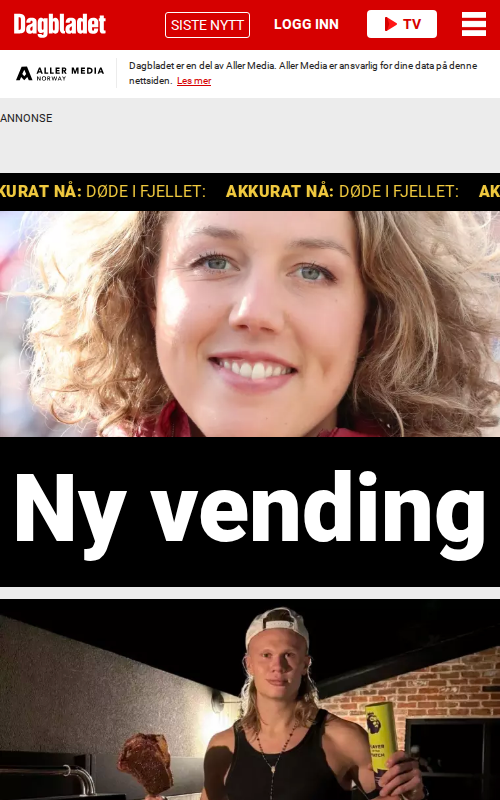 Dagbladet
SISTE NYTT
LOGG INN
TV
ALLER MEDIA
NORWAY
Dagbladet er en del av Aller Media. Aller Media er ansvarlig for dine data på denne
nettsiden. Les mer
ANNONSE
KURAT NÅ: DØDE I FJELLET: AKKURAT NÅ: DØDE I FJELLET: AK
Ny vending